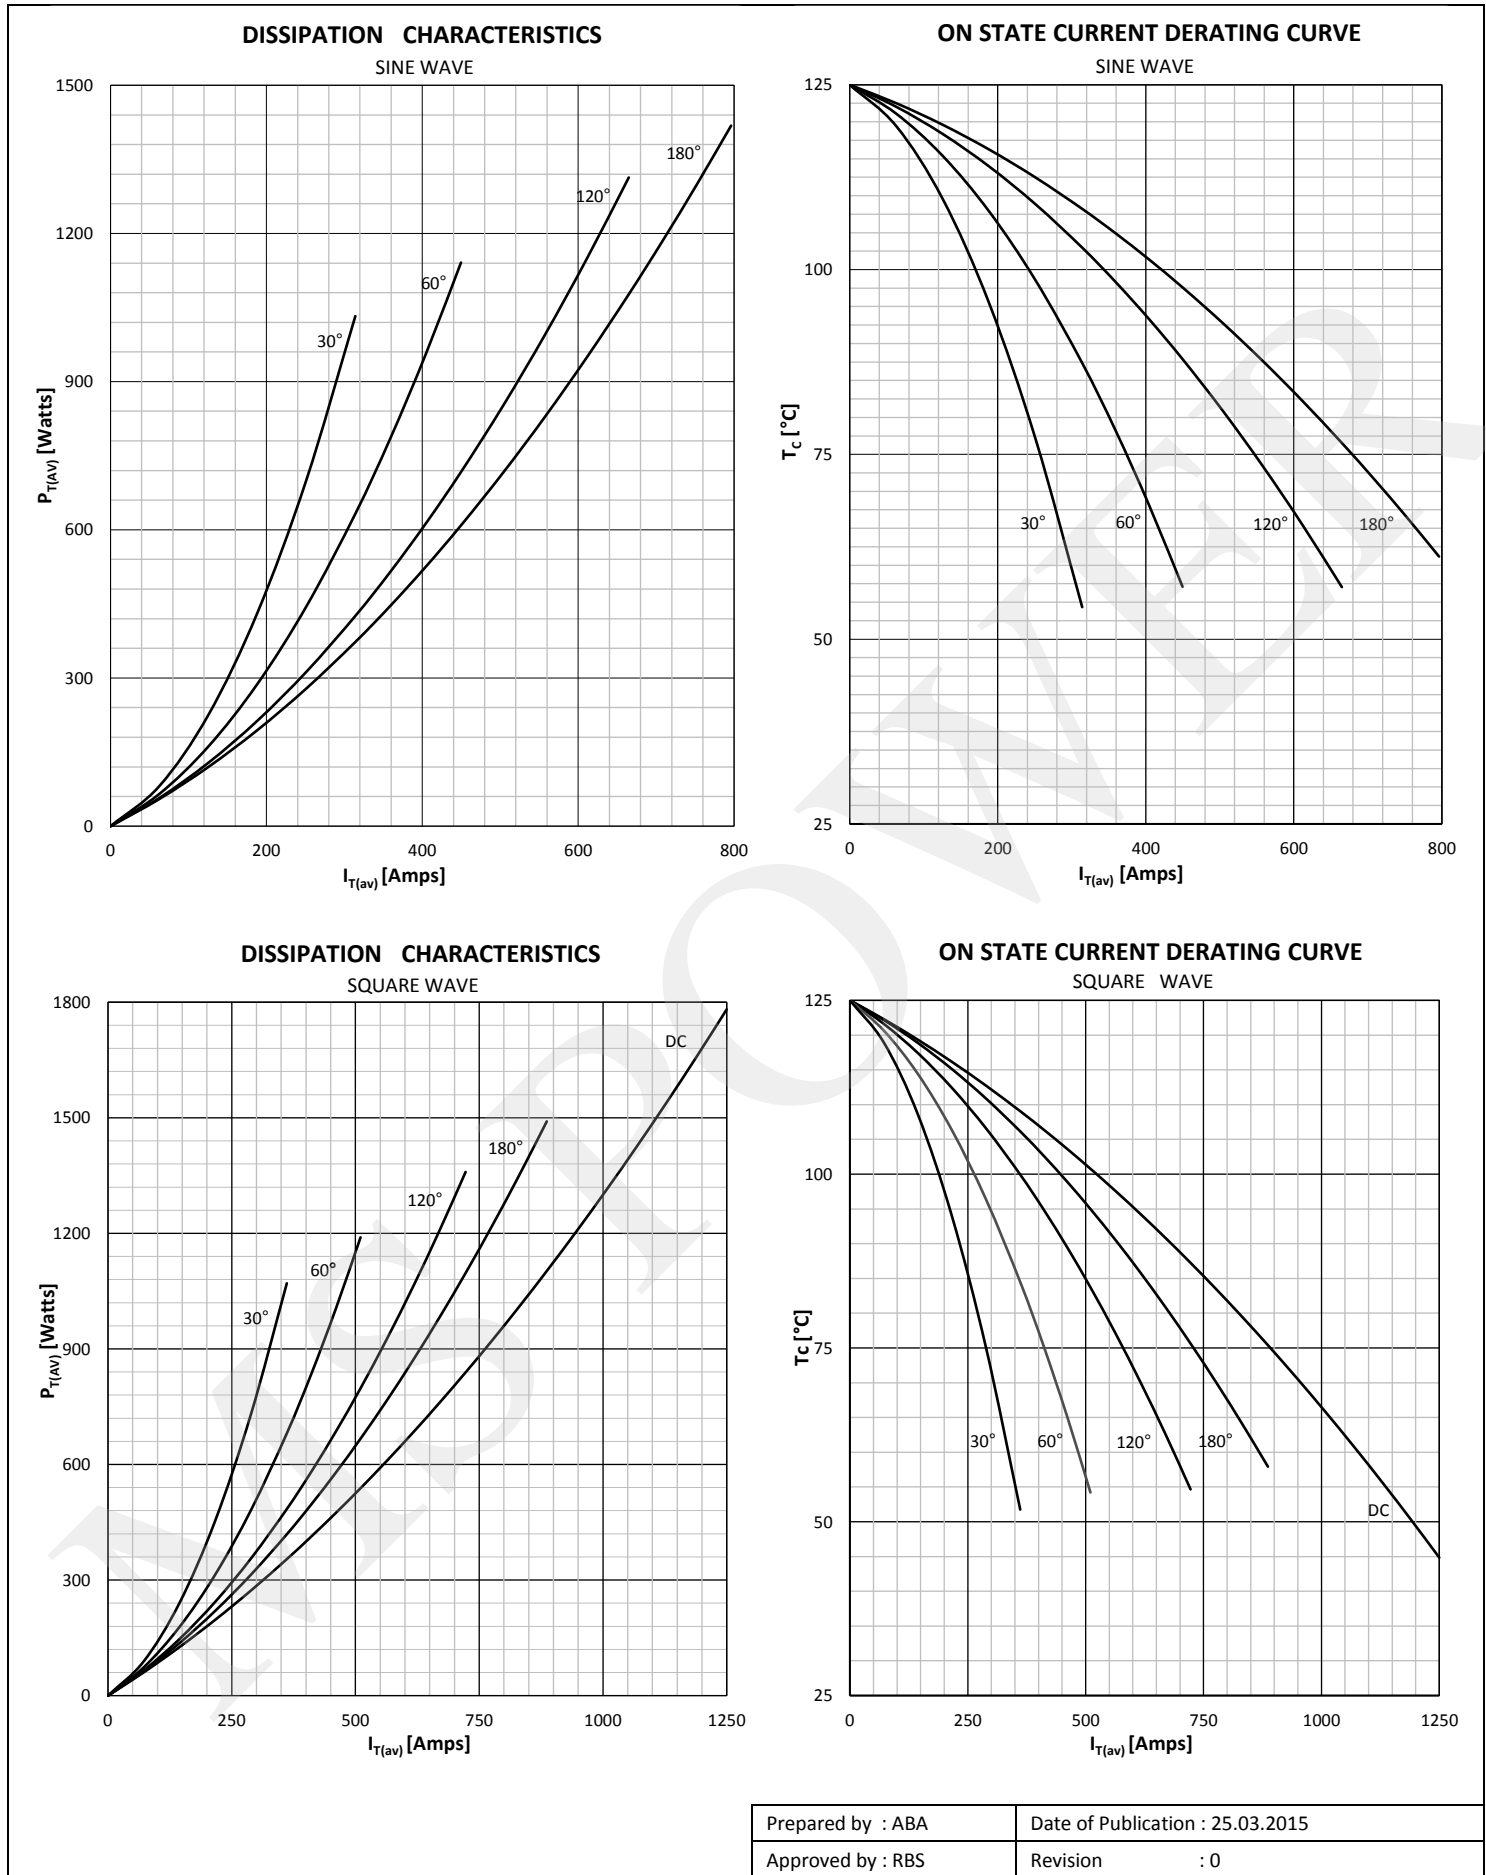 DISSIPATION CHARACTERISTICS
SINE WAVE
1500
1200
900
600
300
0
0 200 400 600 800
P_T(AV) [Watts]
I_T(av) [Amps]
30°
60°
120°
180°
ON STATE CURRENT DERATING CURVE
SINE WAVE
125
100
75
50
25
0 200 400 600 800
T_C [°C]
I_T(av) [Amps]
30°
60°
120°
180°
DISSIPATION CHARACTERISTICS
SQUARE WAVE
1800
1500
1200
900
600
300
0
0 250 500 750 1000 1250
P_T(AV) [Watts]
I_T(av) [Amps]
30°
60°
120°
180°
DC
ON STATE CURRENT DERATING CURVE
SQUARE WAVE
125
100
75
50
25
0 250 500 750 1000 1250
Tc [°C]
I_T(av) [Amps]
30°
60°
120°
180°
DC
MS POWER
Prepared by : ABA Date of Publication : 25.03.2015
Approved by : RBS Revision : 0